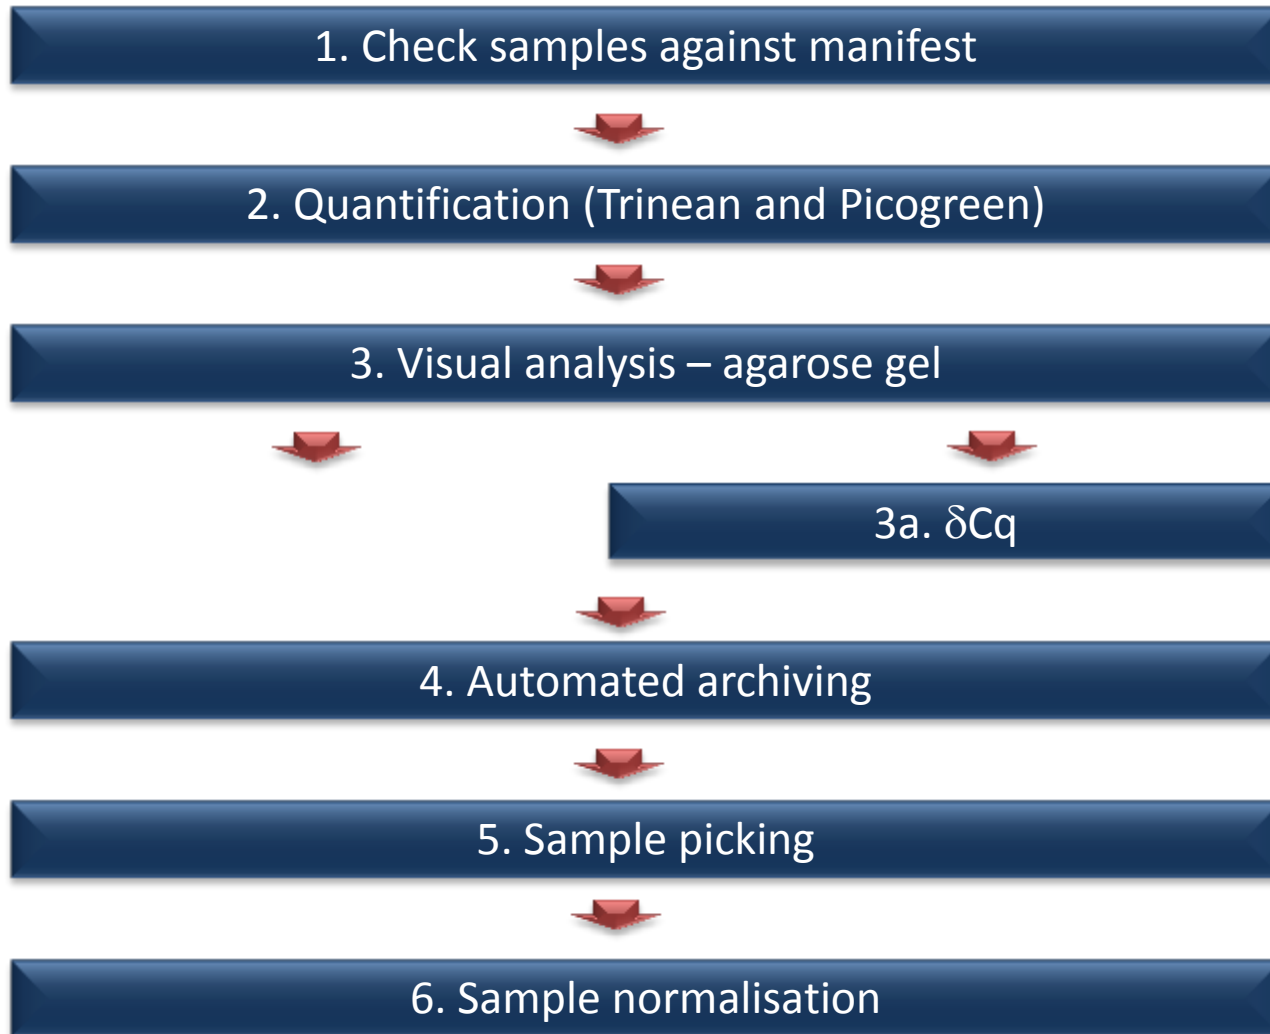 1. Check samples against manifest
2. Quantification (Trinean and Picogreen)
3. Visual analysis – agarose gel
3a. δCq
4. Automated archiving
5. Sample picking
6. Sample normalisation